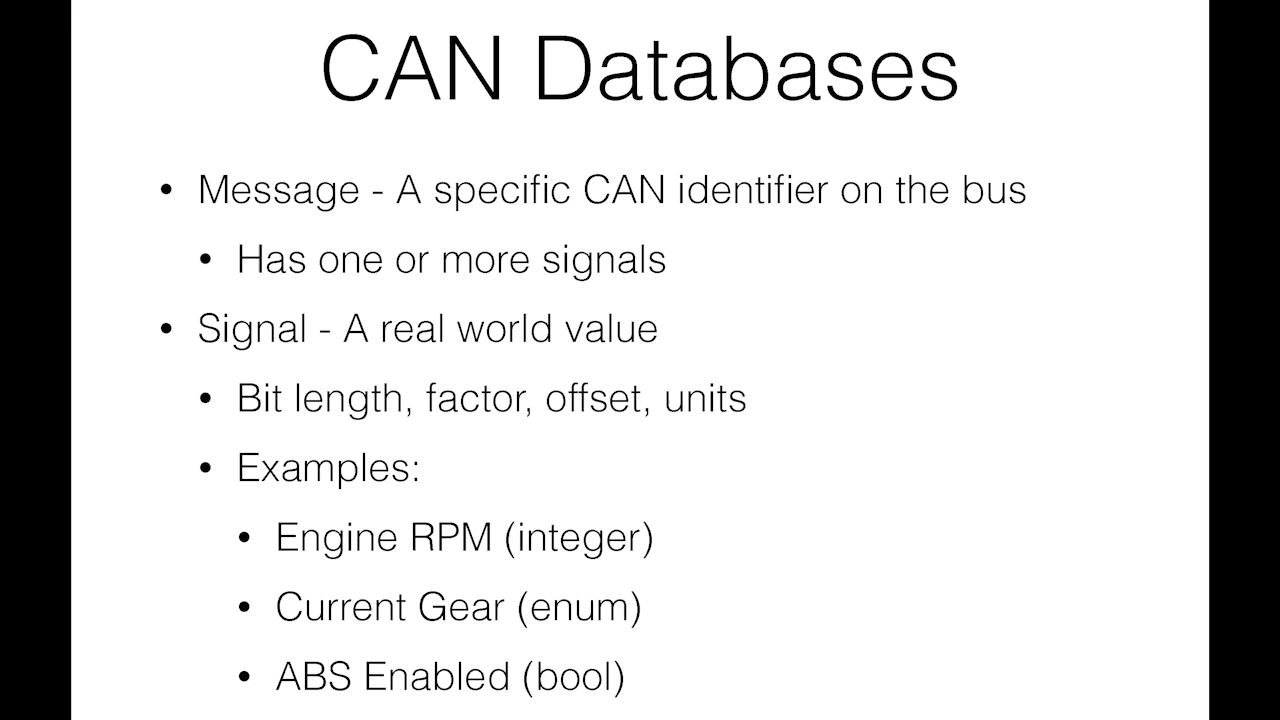 CAN Databases
• Message - A specific CAN identifier on the bus
• Has one or more signals
• Signal - A real world value
• Bit length, factor, offset, units
• Examples:
• Engine RPM (integer)
• Current Gear (enum)
• ABS Enabled (bool)